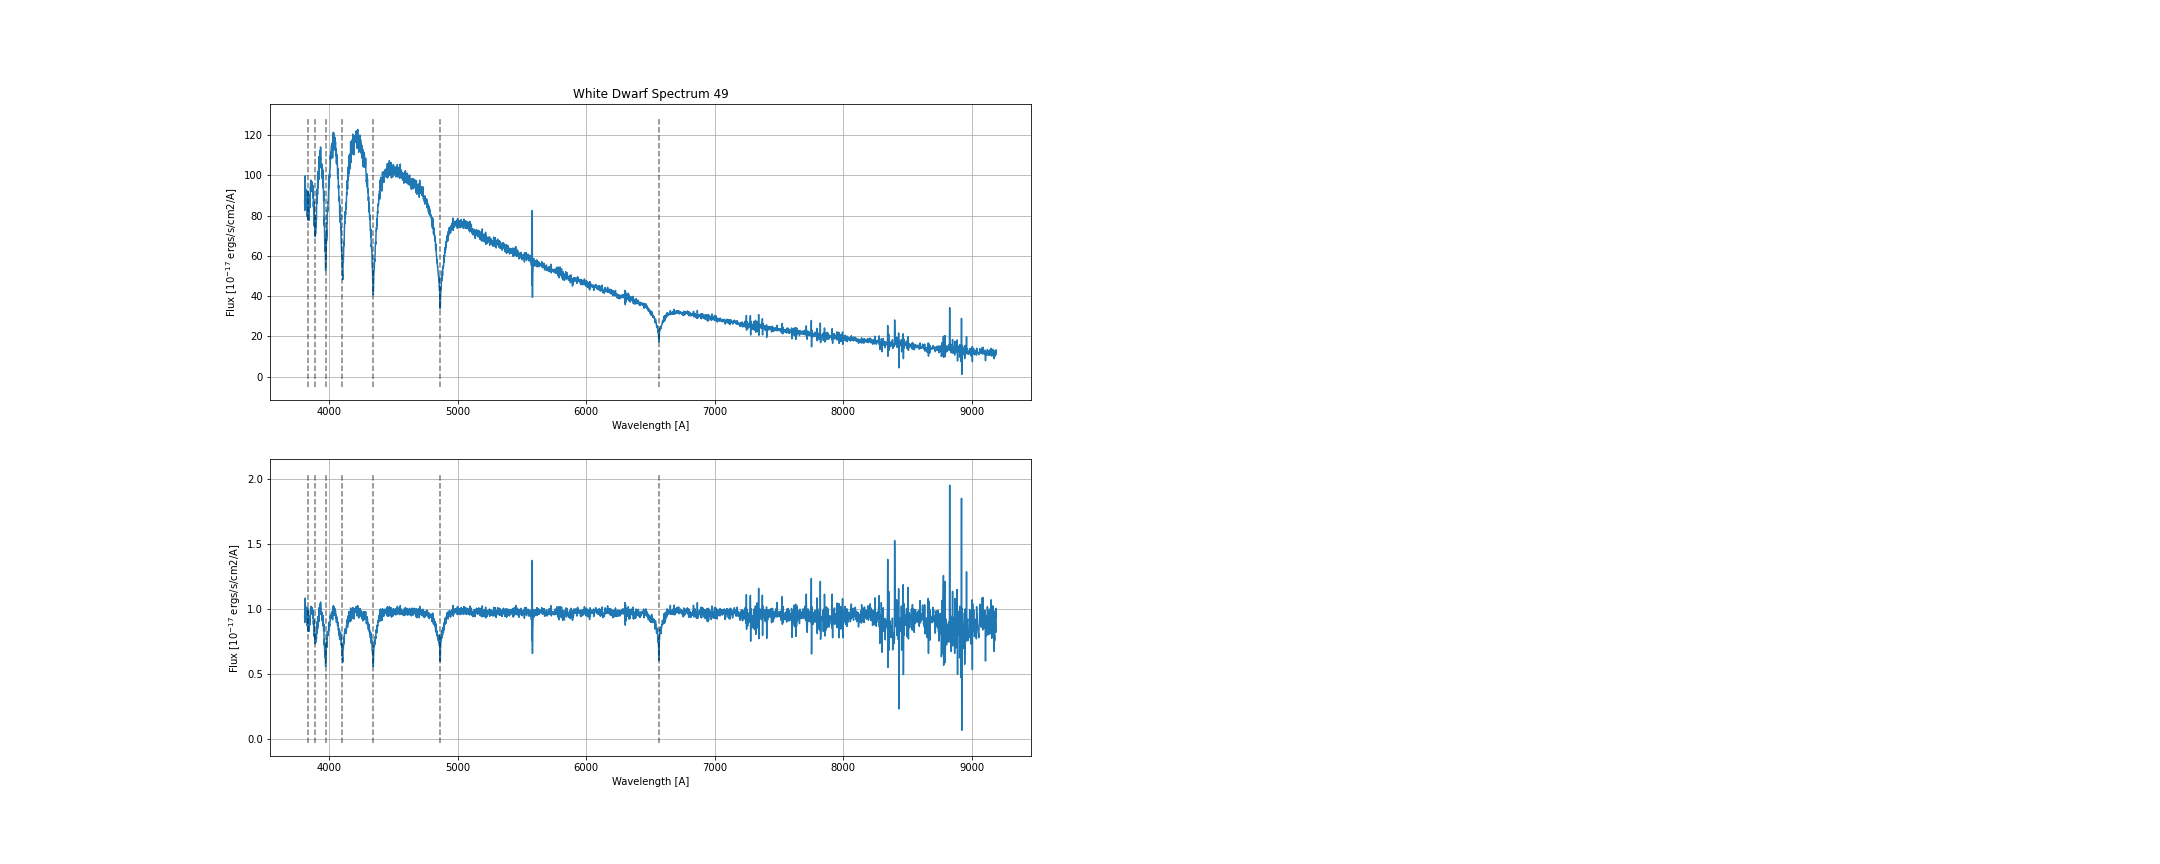 White Dwarf Spectrum 49
120
100
80
60
40
20
0
Flux [10⁻¹⁷ ergs/s/cm2/A]
4000 5000 6000 7000 8000 9000
Wavelength [A]
2.0
1.5
1.0
0.5
0.0
Flux [10⁻¹⁷ ergs/s/cm2/A]
4000 5000 6000 7000 8000 9000
Wavelength [A]